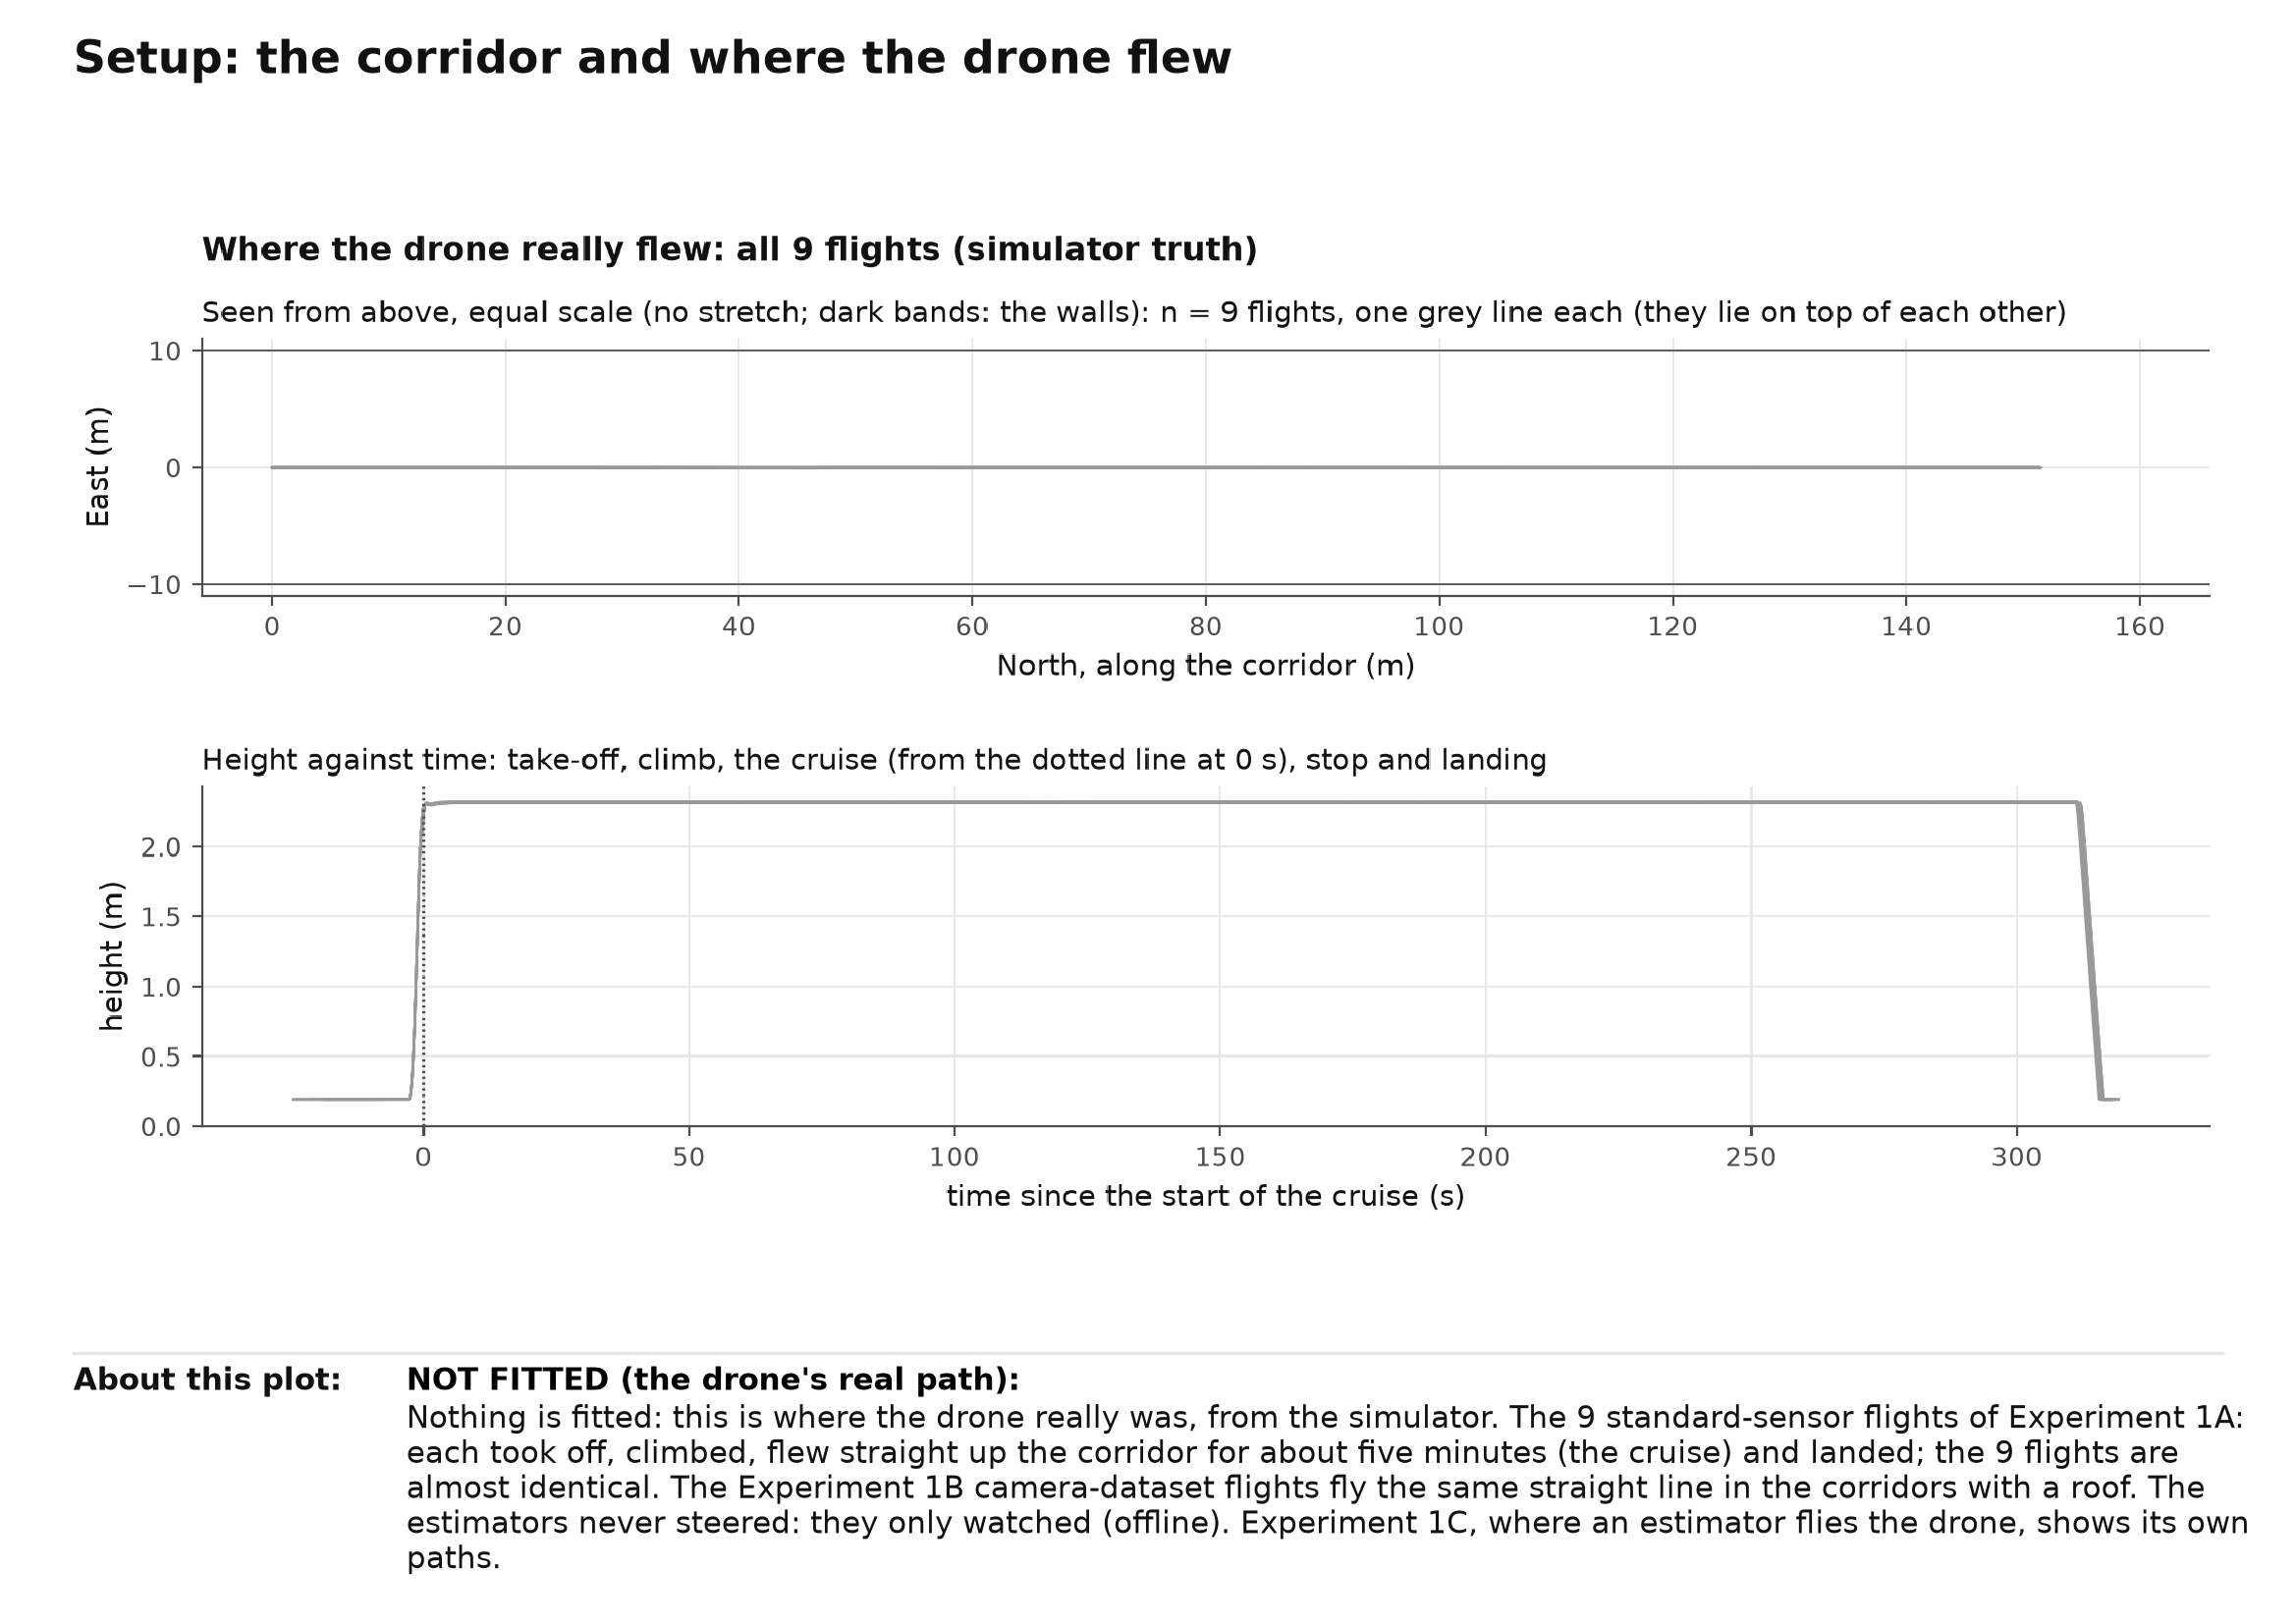 Setup: the corridor and where the drone flew
Where the drone really flew: all 9 flights (simulator truth)
Seen from above, equal scale (no stretch; dark bands: the walls): n = 9 flights, one grey line each (they lie on top of each other)
10
0
−10
East (m)
0 20 40 60 80 100 120 140 160
North, along the corridor (m)
Height against time: take-off, climb, the cruise (from the dotted line at 0 s), stop and landing
2.0
1.5
1.0
0.5
0.0
height (m)
0 50 100 150 200 250 300
time since the start of the cruise (s)
About this plot:
NOT FITTED (the drone's real path):
Nothing is fitted: this is where the drone really was, from the simulator. The 9 standard-sensor flights of Experiment 1A:
each took off, climbed, flew straight up the corridor for about five minutes (the cruise) and landed; the 9 flights are
almost identical. The Experiment 1B camera-dataset flights fly the same straight line in the corridors with a roof. The
estimators never steered: they only watched (offline). Experiment 1C, where an estimator flies the drone, shows its own
paths.